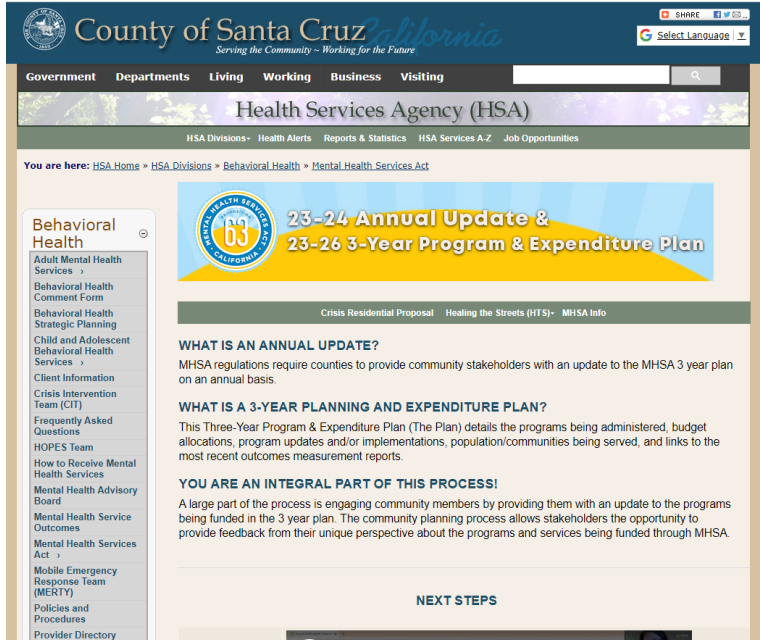 County of Santa Cruz
California
Serving the Community ~ Working for the Future
SHARE
Select Language ▼
Government Departments Living Working Business Visiting
Health Services Agency (HSA)
HSA Divisions Health Alerts Reports & Statistics HSA Services A-Z Job Opportunities
You are here: HSA Home » HSA Divisions » Behavioral Health » Mental Health Services Act
MENTAL HEALTH SERVICES ACT
63
CALIFORNIA
23-24 Annual Update &
23-26 3-Year Program & Expenditure Plan
Behavioral
Health
Adult Mental Health
Services ›
Behavioral Health
Comment Form
Behavioral Health
Strategic Planning
Child and Adolescent
Behavioral Health
Services ›
Client Information
Crisis Intervention
Team (CIT)
Frequently Asked
Questions
HOPES Team
How to Receive Mental
Health Services
Mental Health Advisory
Board
Mental Health Service
Outcomes
Mental Health Services
Act ›
Mobile Emergency
Response Team
(MERTY)
Policies and
Procedures
Provider Directory
Crisis Residential Proposal Healing the Streets (HTS) MHSA Info
WHAT IS AN ANNUAL UPDATE?
MHSA regulations require counties to provide community stakeholders with an update to the MHSA 3 year plan
on an annual basis.
WHAT IS A 3-YEAR PLANNING AND EXPENDITURE PLAN?
This Three-Year Program & Expenditure Plan (The Plan) details the programs being administered, budget
allocations, program updates and/or implementations, population/communities being served, and links to the
most recent outcomes measurement reports.
YOU ARE AN INTEGRAL PART OF THIS PROCESS!
A large part of the process is engaging community members by providing them with an update to the programs
being funded in the 3 year plan. The community planning process allows stakeholders the opportunity to
provide feedback from their unique perspective about the programs and services being funded through MHSA.
NEXT STEPS